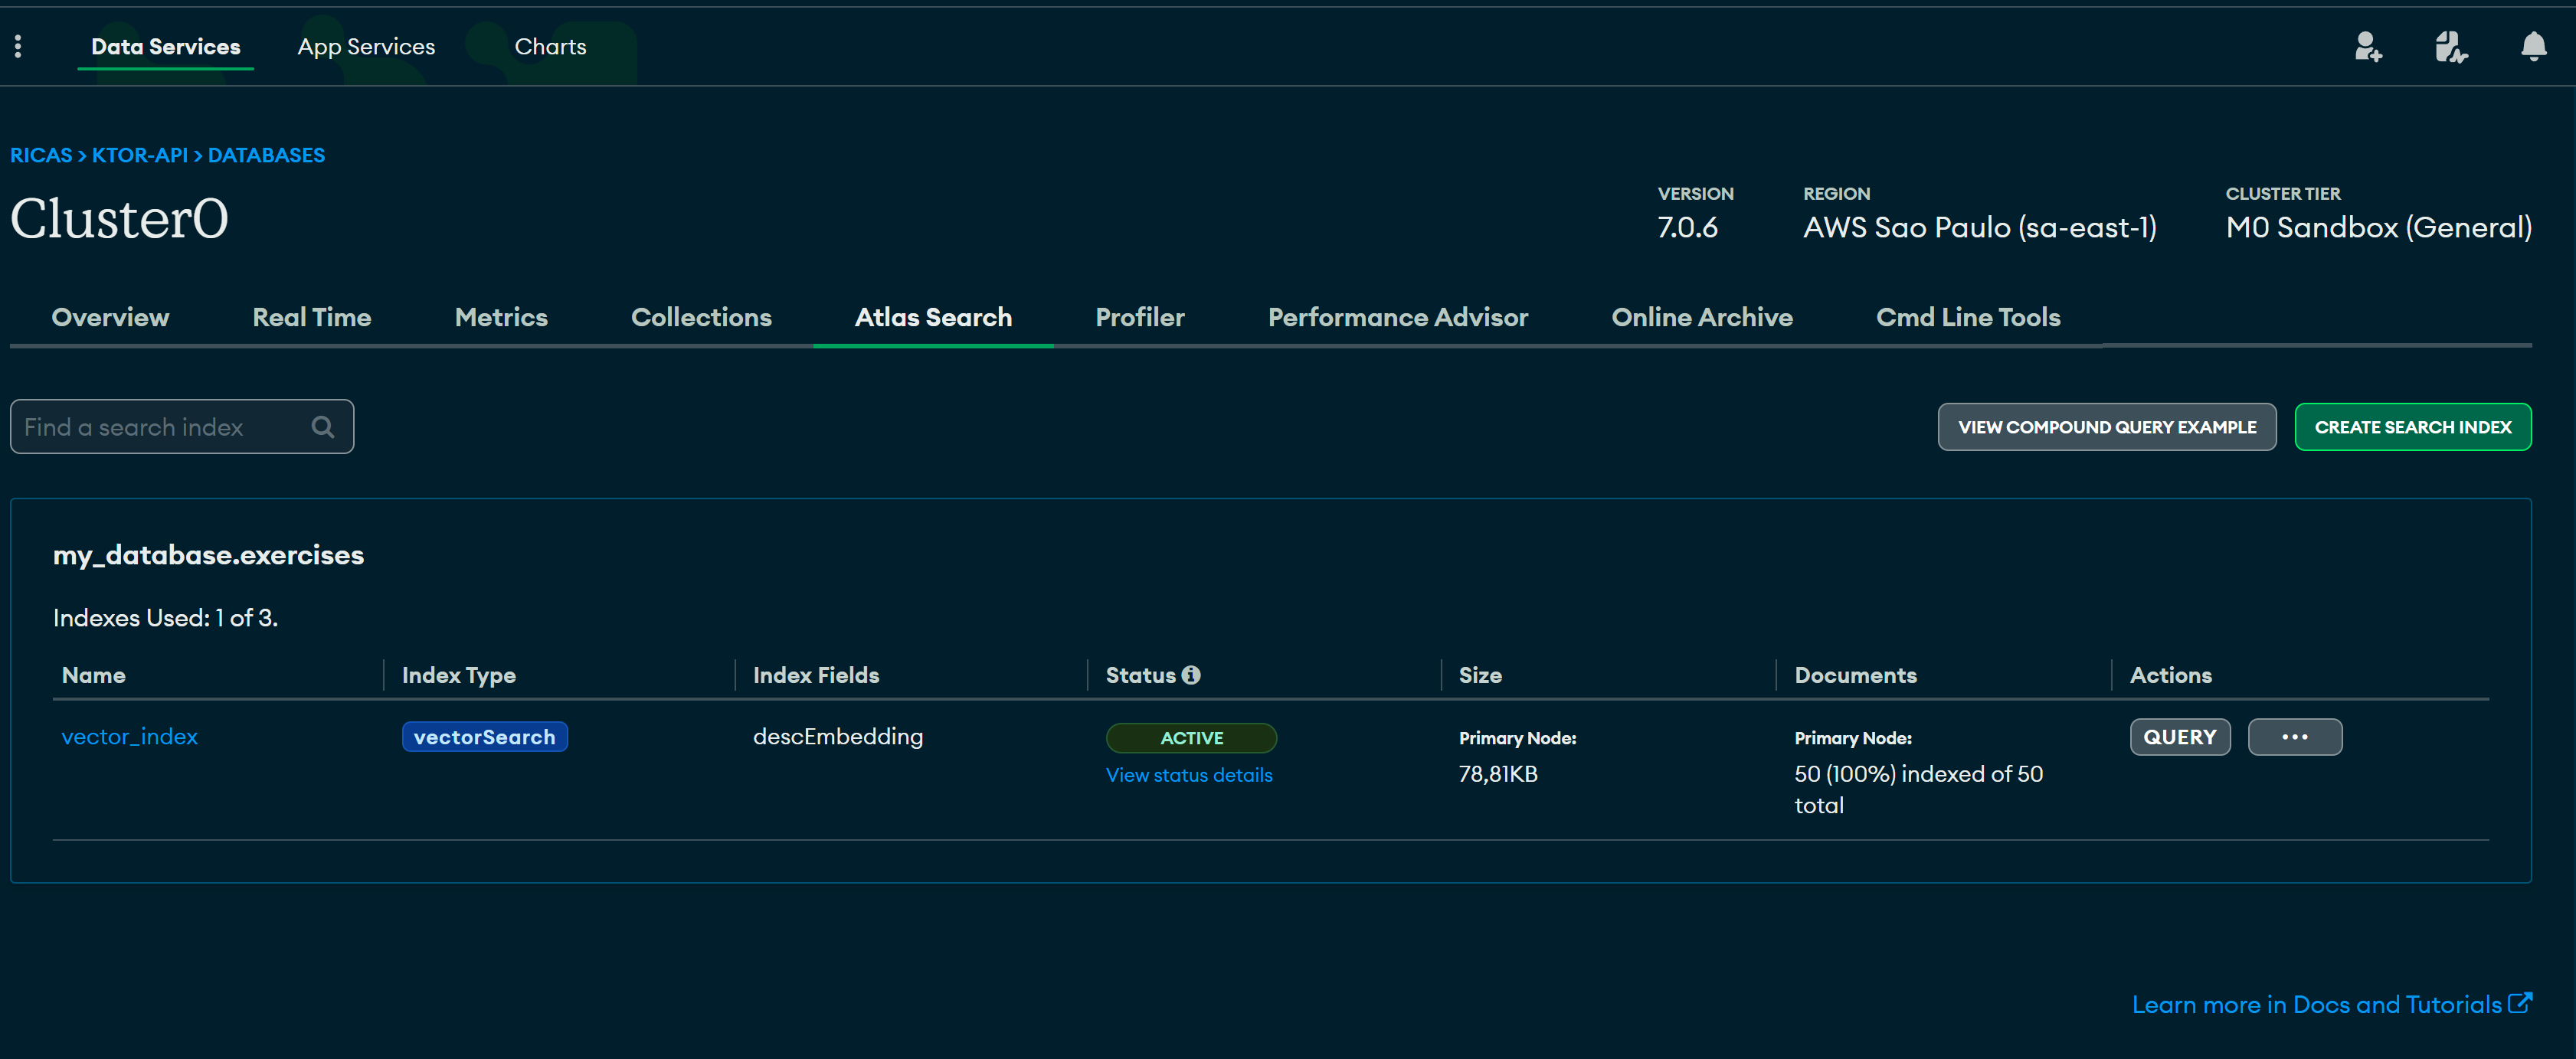 Data Services App Services Charts
RICAS > KTOR-API > DATABASES
Cluster0
VERSION REGION CLUSTER TIER
7.0.6 AWS Sao Paulo (sa-east-1) M0 Sandbox (General)
Overview Real Time Metrics Collections Atlas Search Profiler Performance Advisor Online Archive Cmd Line Tools
Find a search index VIEW COMPOUND QUERY EXAMPLE CREATE SEARCH INDEX
my_database.exercises
Indexes Used: 1 of 3.
Name Index Type Index Fields Status Size Documents Actions
vector_index vectorSearch descEmbedding ACTIVE Primary Node: Primary Node: QUERY ...
View status details 78,81KB 50 (100%) indexed of 50
total
Learn more in Docs and Tutorials